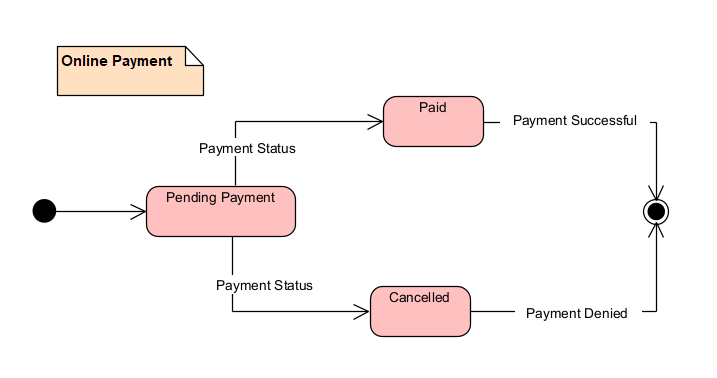 Online Payment
Paid
Payment Successful
Payment Status
Pending Payment
Payment Status
Cancelled
Payment Denied